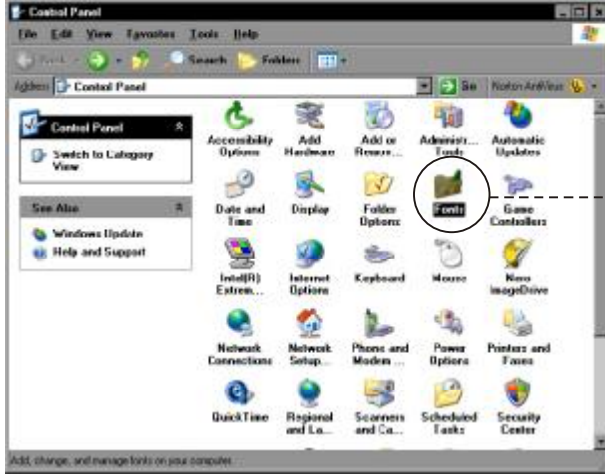 Control Panel
File Edit View Favorites Tools Help
Back Search Folders
Address Control Panel Go Norton AntiVirus
Control Panel
Switch to Category
View
See Also
Windows Update
Help and Support
Accessibility
Options
Add
Hardware
Add or
Remov...
Administr...
Tools
Automatic
Updates
Date and
Time
Display
Folder
Options
Fonts
Game
Controllers
Intel(R)
Extrem...
Internet
Options
Keyboard
Mouse
Nero
ImageDrive
Network
Connections
Network
Setup...
Phone and
Modem ...
Power
Options
Printers and
Faxes
QuickTime
Regional
and La...
Scanners
and Ca...
Scheduled
Tasks
Security
Center
Add, change, and manage fonts on your computer.